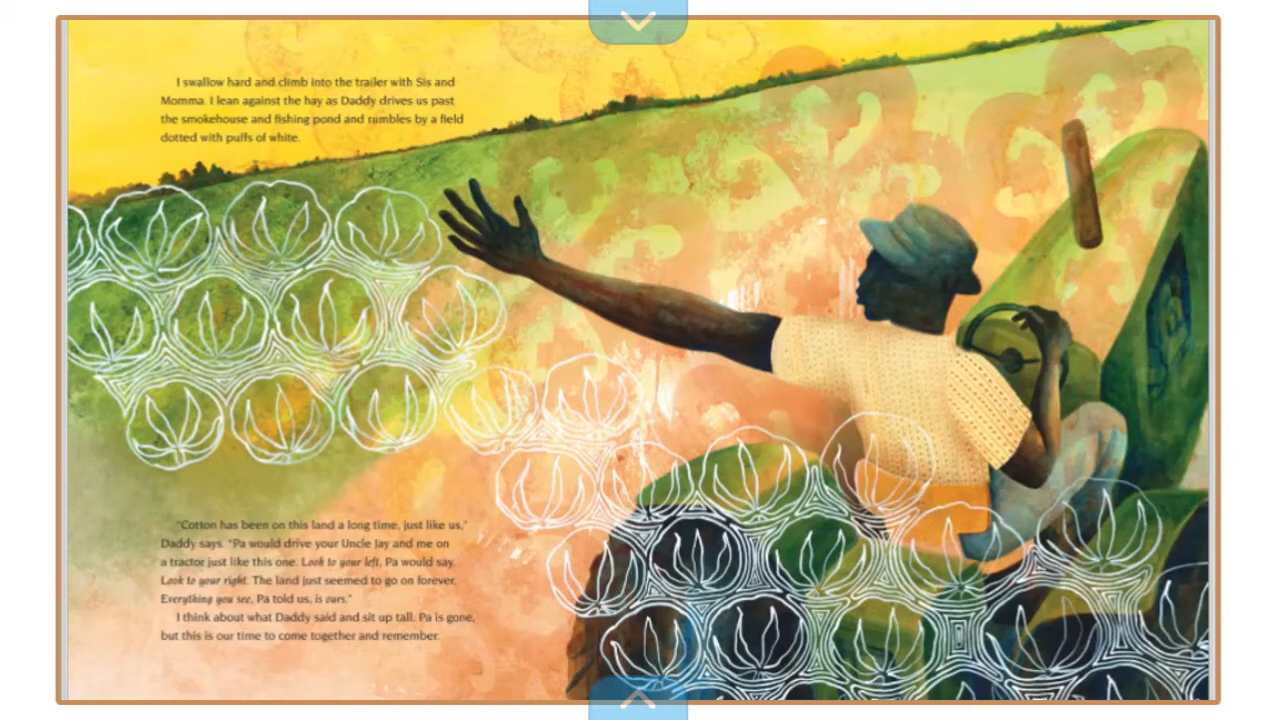 I swallow hard and climb into the trailer with Sis and
Momma. I lean against the hay as Daddy drives us past
the smokehouse and fishing pond and rumbles by a field
dotted with puffs of white.
"Cotton has been on this land a long time, just like us,"
Daddy says. "Pa would drive your Uncle Jay and me on
a tractor just like this one. Look to your left, Pa would say.
Look to your right. The land just seemed to go on forever.
Everything you see, Pa told us, is ours."
I think about what Daddy said and sit up tall. Pa is gone,
but this is our time to come together and remember.